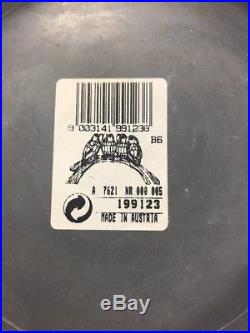 9 003141 991238
B6
A 7621 NR 000 005
199123
MADE IN AUSTRIA